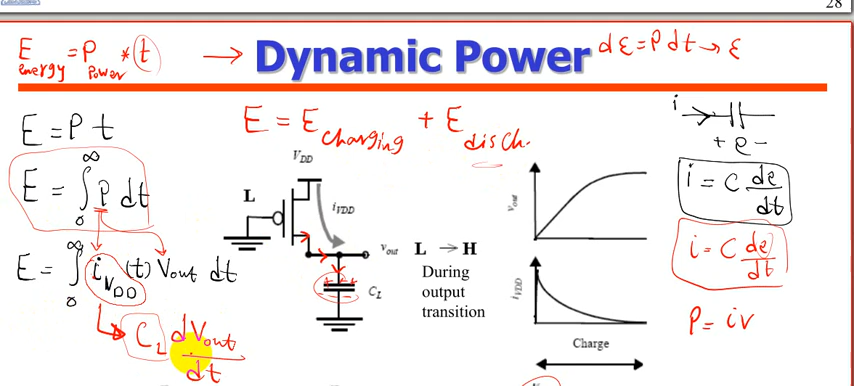 28
E = P * t → Dynamic Power dE = P dt → E
energy Power
E = P t
E = E charging + E disch.
i
+ e -
E = ∫₀^∞ P dt
i = C de/dt
V_DD
L
i_VDD
E = ∫₀^∞ i_VDD (t) Vout dt
v_out L → H
During
output
transition
C_L
v_out
i = C de/dt
i_VDD
P = iv
C_L dVout/dt
Charge